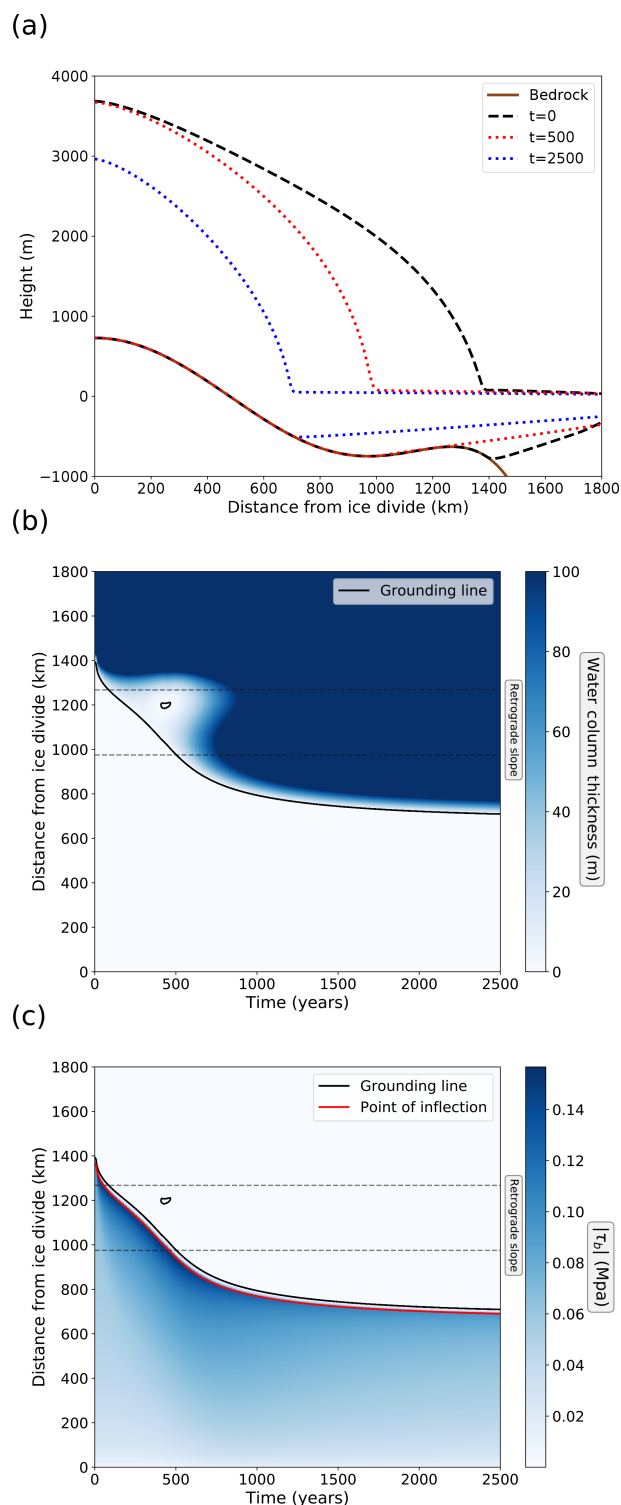 (a)
4000
3000
2000
1000
0
−1000
Height (m)
Bedrock
t=0
t=500
t=2500
0 200 400 600 800 1000 1200 1400 1600 1800
Distance from ice divide (km)
(b)
1800
1600
1400
1200
1000
800
600
400
200
0
Distance from ice divide (km)
Grounding line
Retrograde slope
100
80
60
40
20
0
Water column thickness (m)
0 500 1000 1500 2000 2500
Time (years)
(c)
1800
1600
1400
1200
1000
800
600
400
200
0
Distance from ice divide (km)
Grounding line
Point of inflection
Retrograde slope
0.14
0.12
0.10
0.08
0.06
0.04
0.02
|τb| (Mpa)
0 500 1000 1500 2000 2500
Time (years)